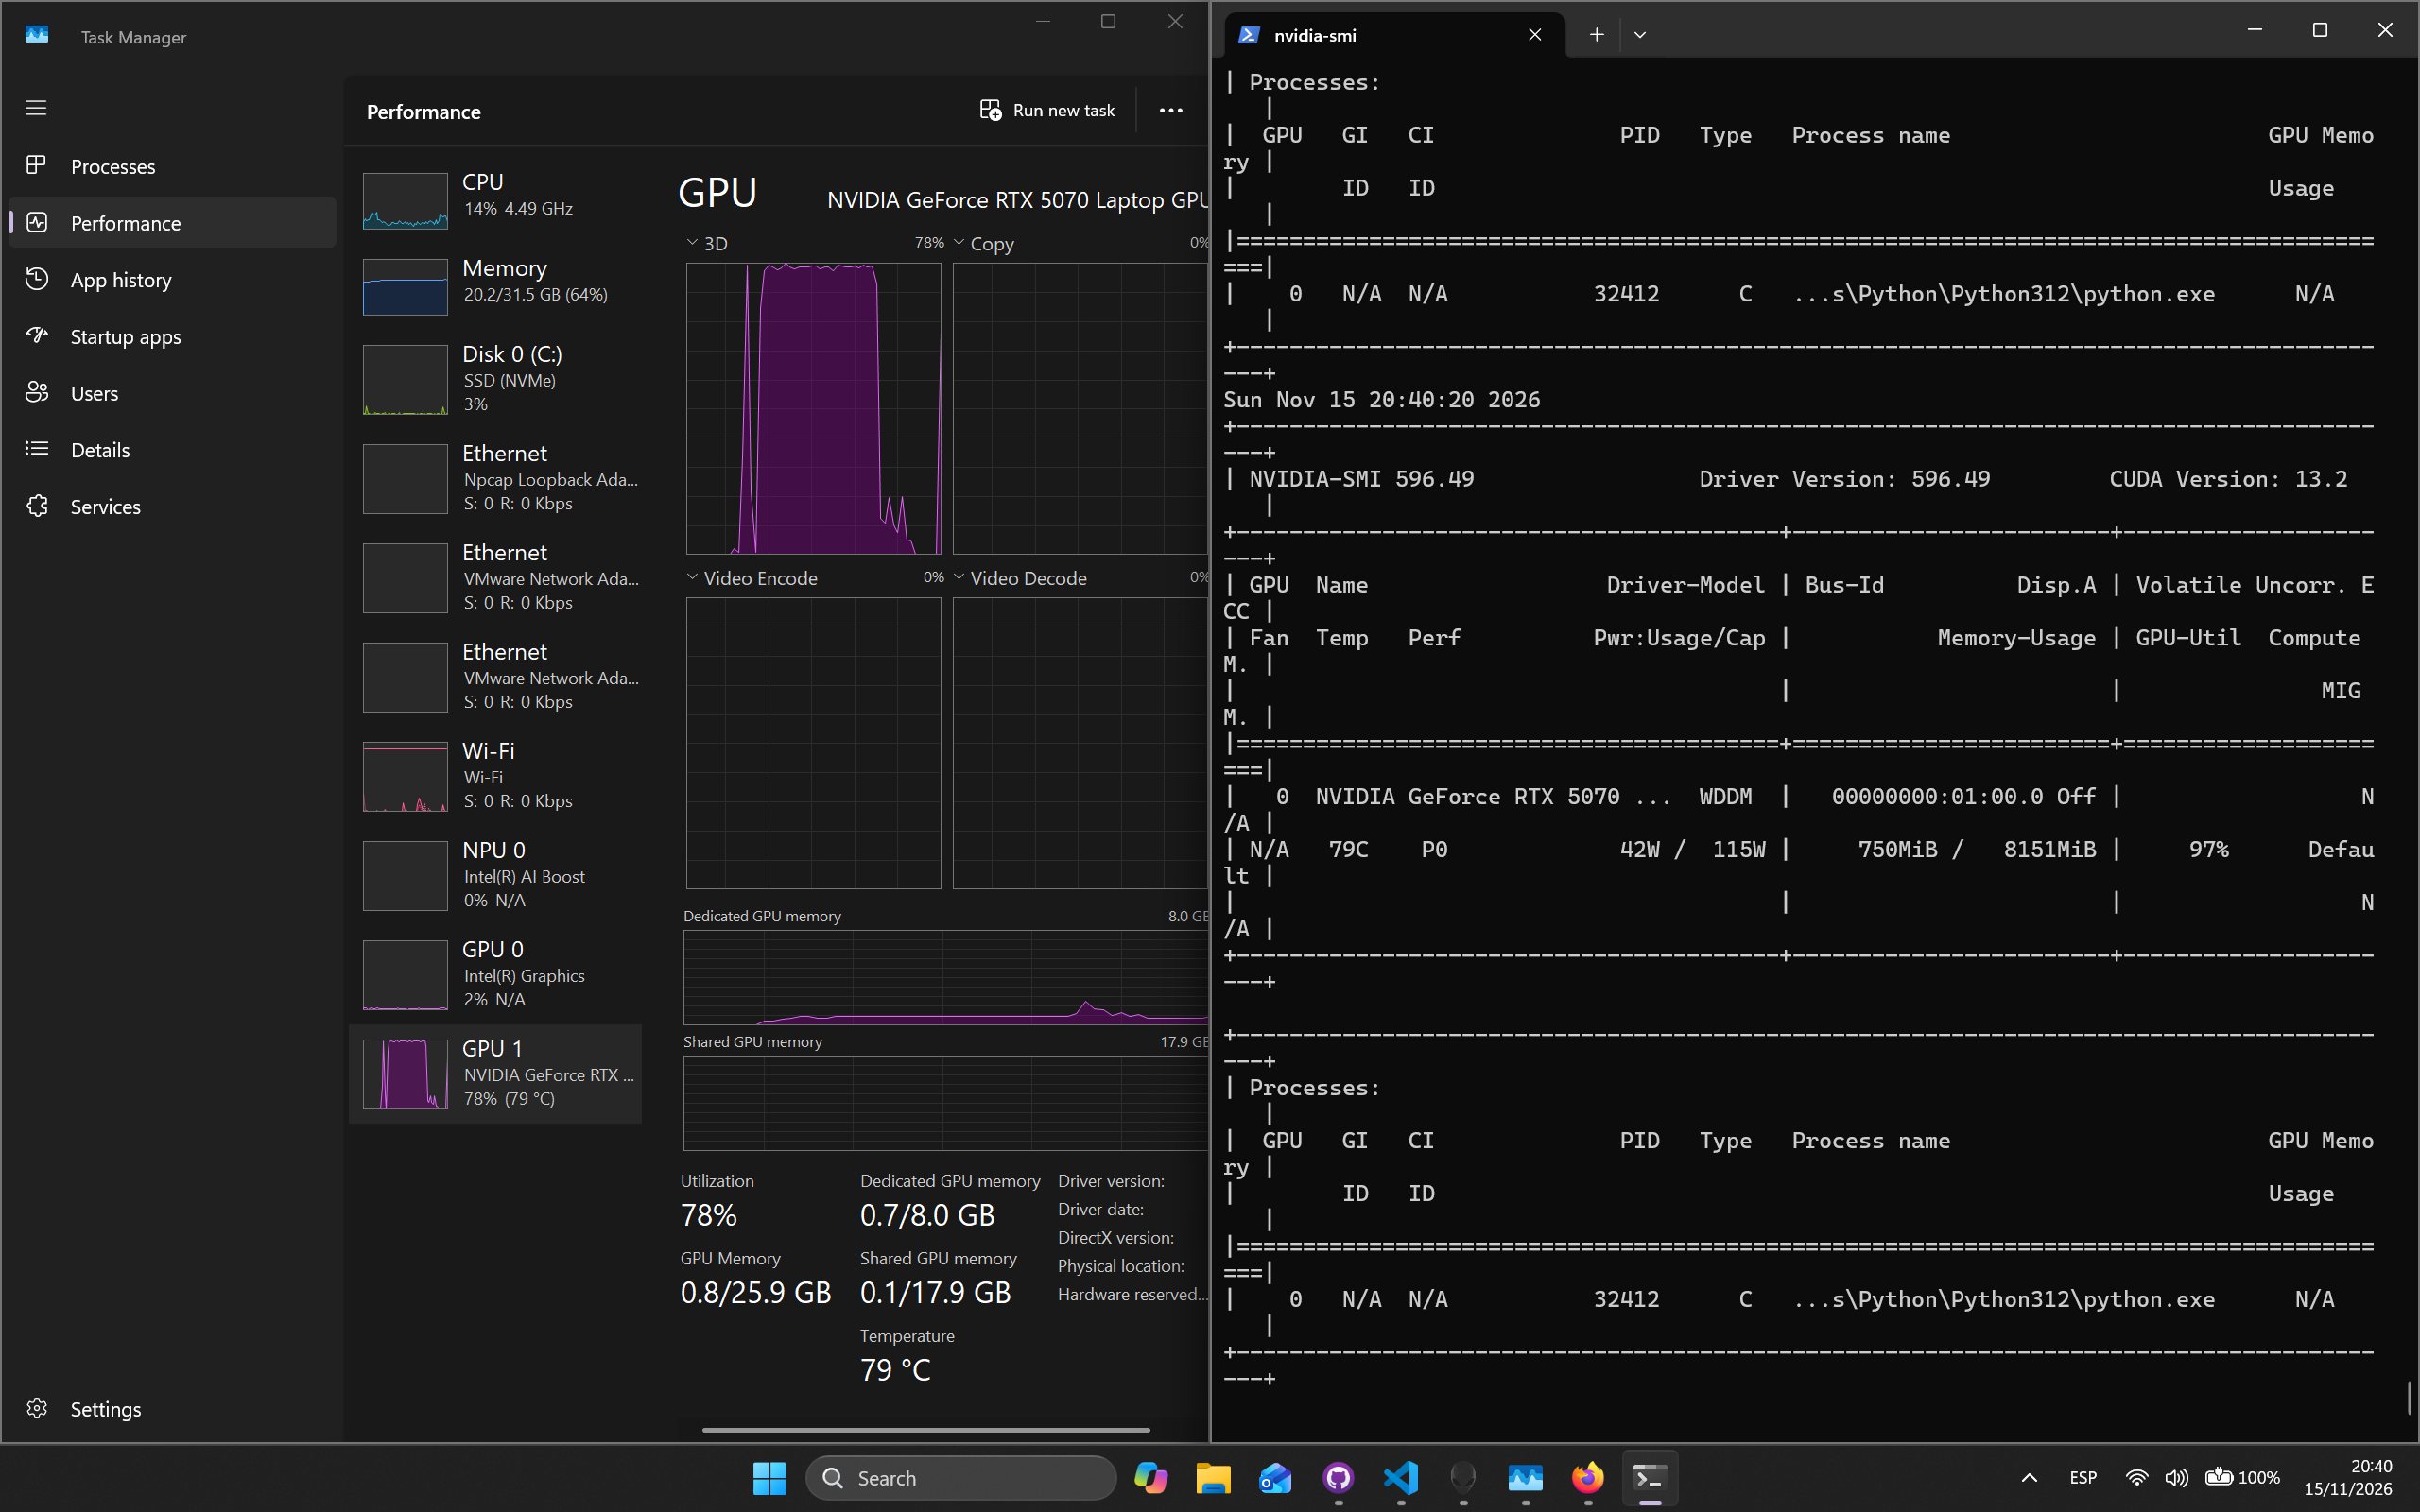 Task Manager
Performance
Run new task
Processes
Performance
App history
Startup apps
Users
Details
Services
Settings
CPU
14% 4.49 GHz
Memory
20.2/31.5 GB (64%)
Disk 0 (C:)
SSD (NVMe)
3%
Ethernet
Npcap Loopback Ada...
S: 0 R: 0 Kbps
Ethernet
VMware Network Ada...
S: 0 R: 0 Kbps
Ethernet
VMware Network Ada...
S: 0 R: 0 Kbps
Wi-Fi
Wi-Fi
S: 0 R: 0 Kbps
NPU 0
Intel(R) AI Boost
0% N/A
GPU 0
Intel(R) Graphics
2% N/A
GPU 1
NVIDIA GeForce RTX ...
78% (79 °C)
GPU NVIDIA GeForce RTX 5070 Laptop GPU
3D 78% Copy 0%
Video Encode 0% Video Decode 0%
Dedicated GPU memory 8.0 GB
Shared GPU memory 17.9 GB
Utilization
78%
Dedicated GPU memory
0.7/8.0 GB
GPU Memory
0.8/25.9 GB
Shared GPU memory
0.1/17.9 GB
Temperature
79 °C
Driver version:
Driver date:
DirectX version:
Physical location:
Hardware reserved...
nvidia-smi
| Processes:
|
| GPU GI CI PID Type Process name GPU Memo
ry |
| ID ID Usage
|
|======================================================================================
===|
| 0 N/A N/A 32412 C ...s\Python\Python312\python.exe N/A
|
+--------------------------------------------------------------------------------------
---+
Sun Nov 15 20:40:20 2026
+--------------------------------------------------------------------------------------
---+
| NVIDIA-SMI 596.49 Driver Version: 596.49 CUDA Version: 13.2
|
+-----------------------------------------+------------------------+-------------------
---+
| GPU Name Driver-Model | Bus-Id Disp.A | Volatile Uncorr. E
CC |
| Fan Temp Perf Pwr:Usage/Cap | Memory-Usage | GPU-Util Compute
M. |
| | | MIG
M. |
|=========================================+========================+===================
===|
| 0 NVIDIA GeForce RTX 5070 ... WDDM | 00000000:01:00.0 Off | N
/A |
| N/A 79C P0 42W / 115W | 750MiB / 8151MiB | 97% Defau
lt |
| | | N
/A |
+-----------------------------------------+------------------------+-------------------
---+
+--------------------------------------------------------------------------------------
---+
| Processes:
|
| GPU GI CI PID Type Process name GPU Memo
ry |
| ID ID Usage
|
|======================================================================================
===|
| 0 N/A N/A 32412 C ...s\Python\Python312\python.exe N/A
|
+--------------------------------------------------------------------------------------
---+
Search
ESP
100%
20:40
15/11/2026